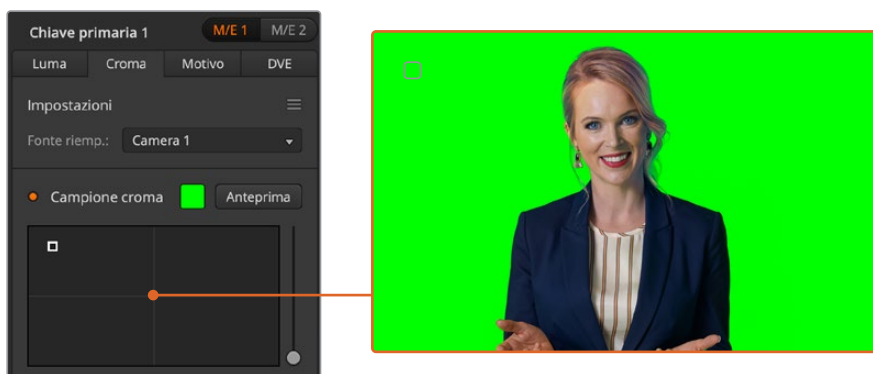 Chiave primaria 1 M/E 1 M/E 2
Luma Croma Motivo DVE
Impostazioni
Fonte riemp.: Camera 1
Campione croma Anteprima